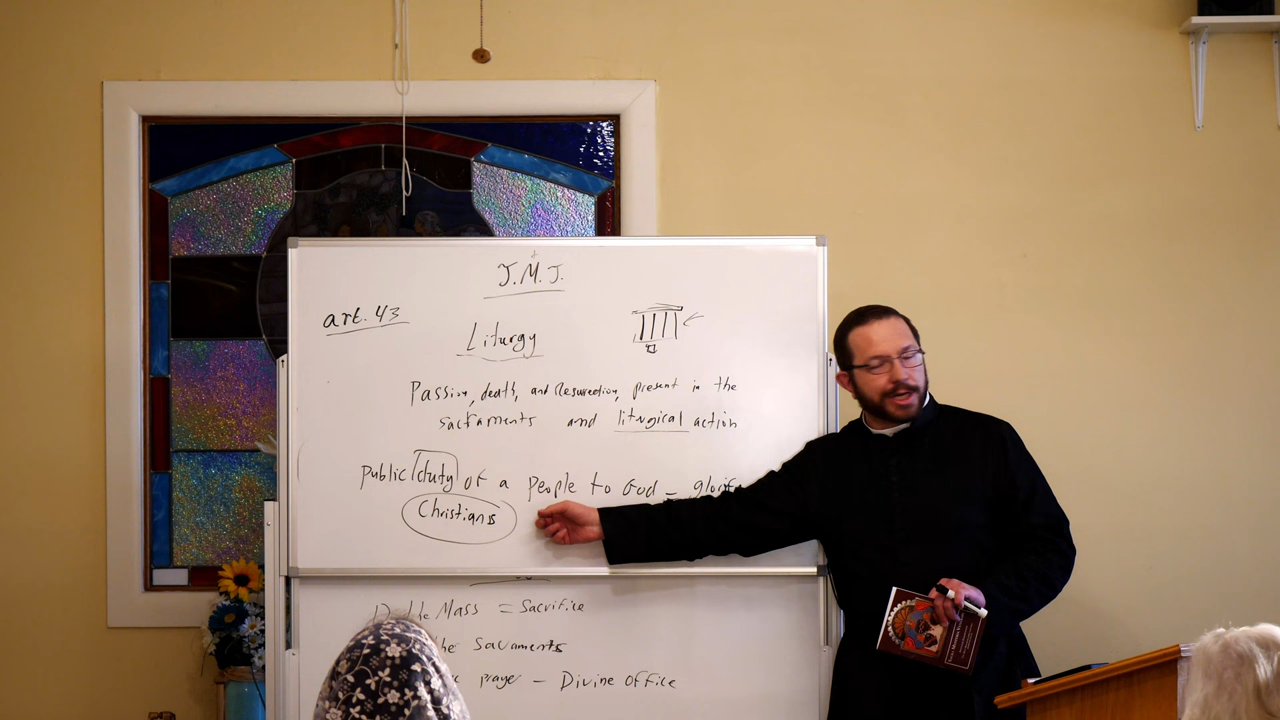 J.M.J.
art. 43
Liturgy
Passion, death, and Resurrection, present in the
sacraments and liturgical action
public duty of a people to God =
Christians
Mass = Sacrifice
the Sacraments
prayer - Divine Office